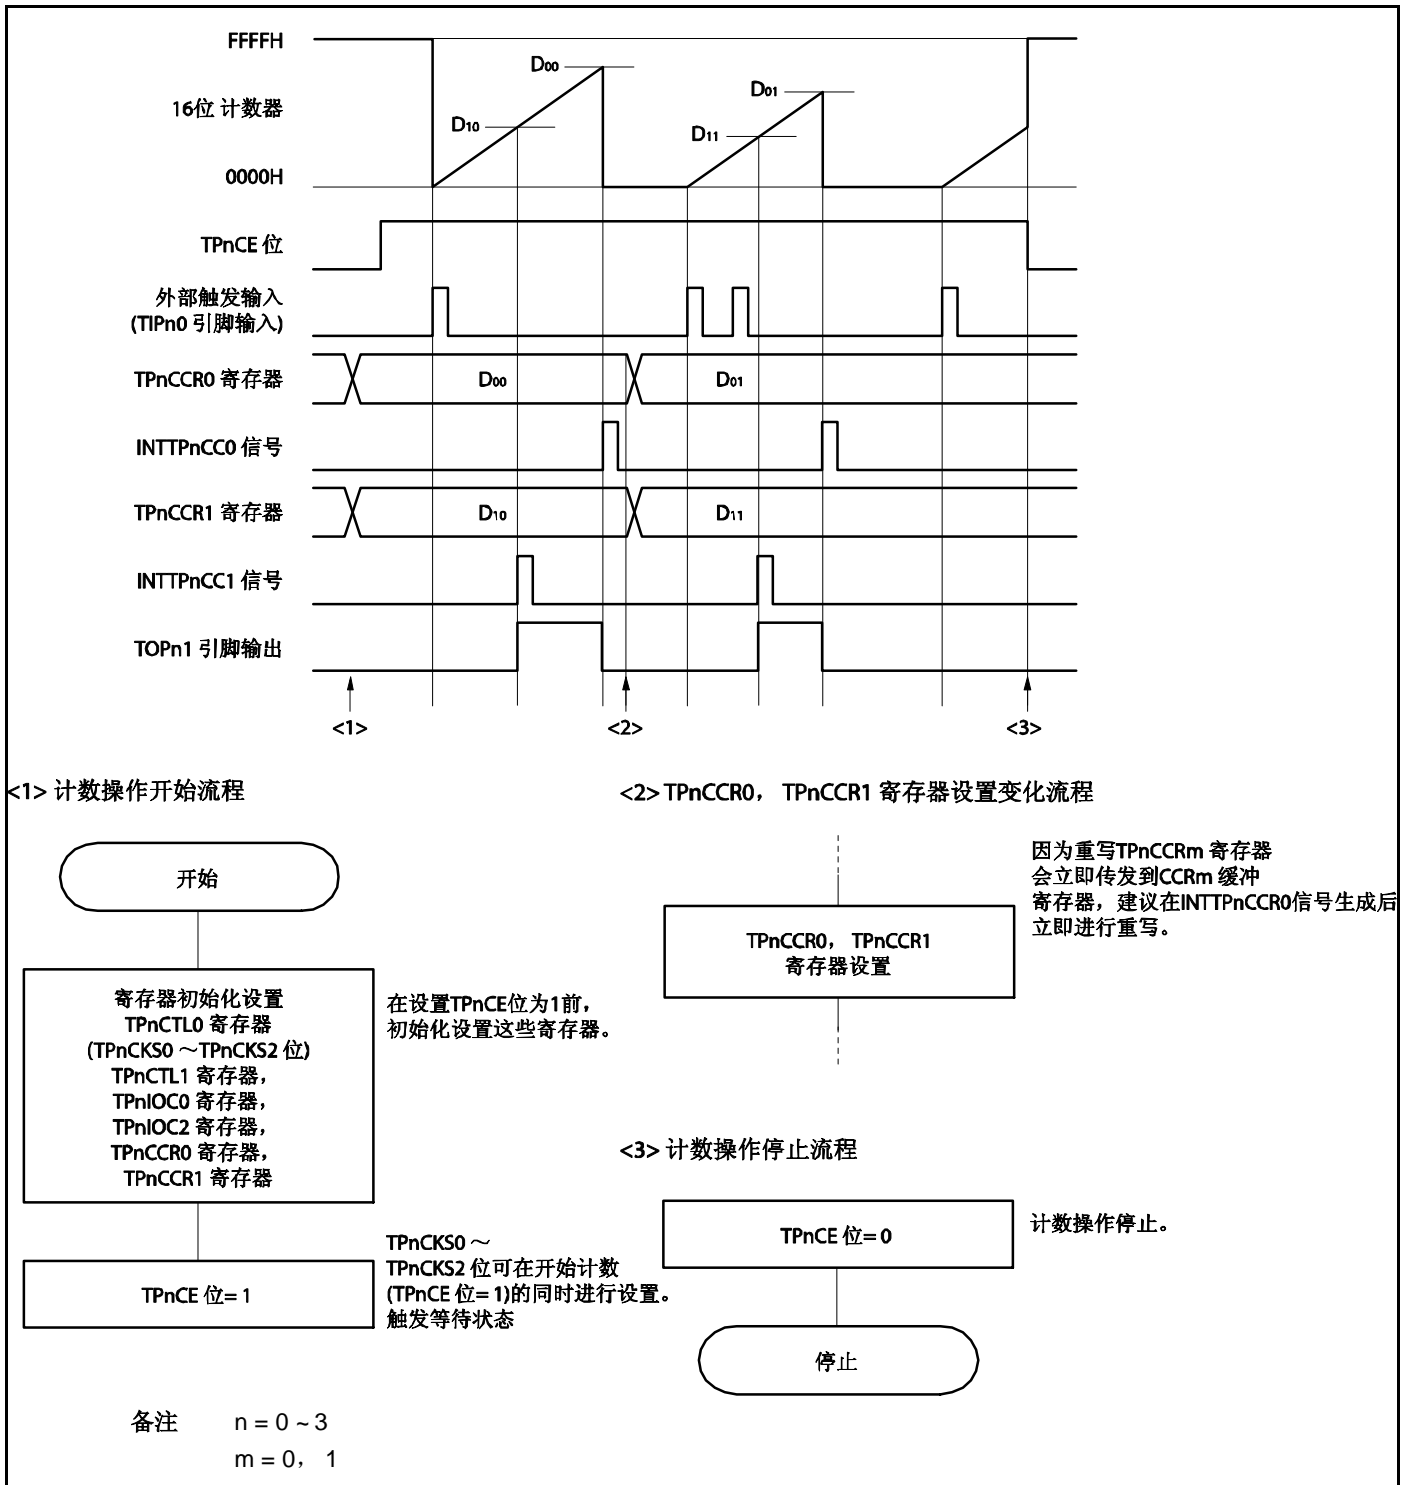 FFFFH
D00
D01
16位 计数器
D10
D11
0000H
TPnCE 位
外部触发输入
(TIPn0 引脚输入)
TPnCCR0 寄存器
D00
D01
INTTPnCC0 信号
TPnCCR1 寄存器
D10
D11
INTTPnCC1 信号
TOPn1 引脚输出
<1>
<2>
<3>
<1> 计数操作开始流程
开始
寄存器初始化设置
TPnCTL0 寄存器
(TPnCKS0 ~TPnCKS2 位)
TPnCTL1 寄存器,
TPnIOC0 寄存器,
TPnIOC2 寄存器,
TPnCCR0 寄存器,
TPnCCR1 寄存器
在设置TPnCE位为1前,
初始化设置这些寄存器。
TPnCE 位= 1
TPnCKS0 ~
TPnCKS2 位可在开始计数
(TPnCE 位= 1)的同时进行设置。
触发等待状态
<2> TPnCCR0, TPnCCR1 寄存器设置变化流程
TPnCCR0, TPnCCR1
寄存器设置
因为重写TPnCCRm 寄存器
会立即传发到CCRm 缓冲
寄存器,建议在INTTPnCCR0信号生成后
立即进行重写。
<3> 计数操作停止流程
TPnCE 位= 0
计数操作停止。
停止
备注 n = 0 ~ 3
m = 0, 1